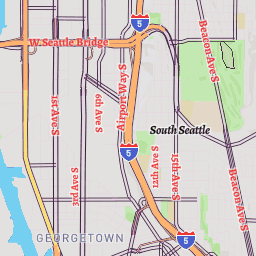 5
W Seattle Bridge
Beacon Ave S
1st Ave S
6th Ave S
Airport Way S
5
South Seattle
5
3rd Ave S
12th Ave S
15th Ave S
Beacon Ave S
GEORGETOWN
5